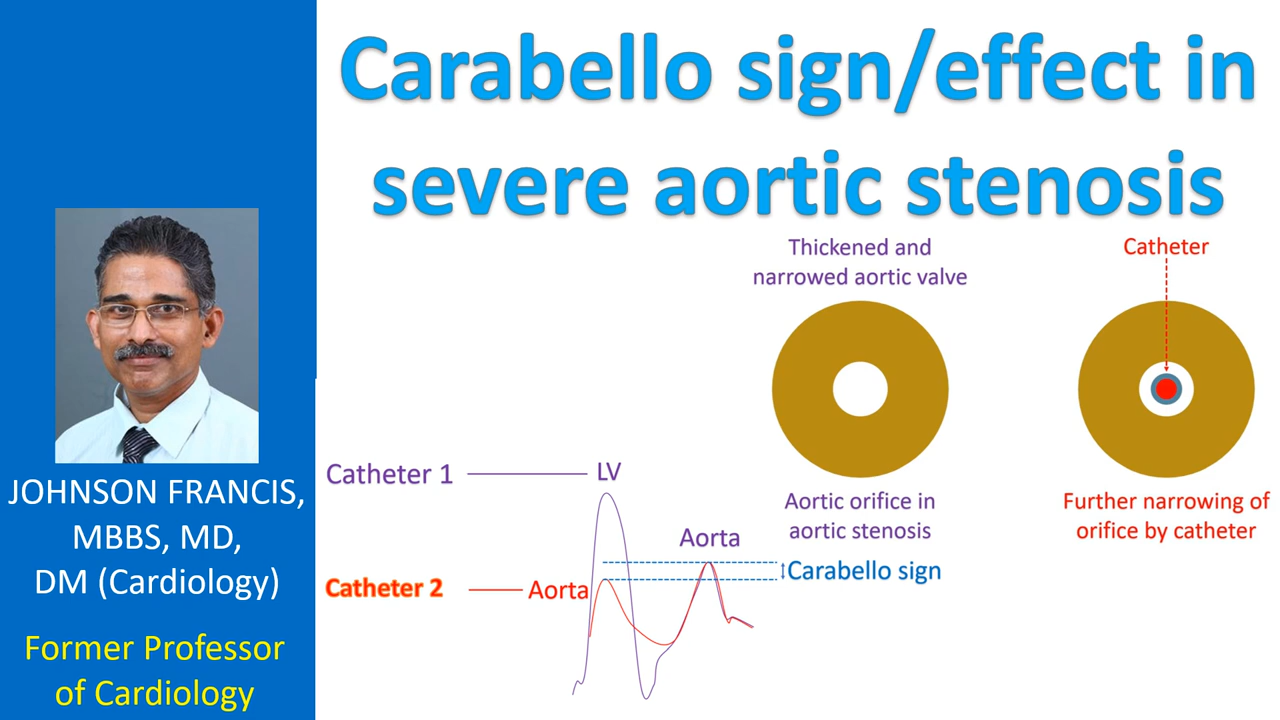 Carabello sign/effect in
severe aortic stenosis
JOHNSON FRANCIS,
MBBS, MD,
DM (Cardiology)
Former Professor
of Cardiology
Thickened and
narrowed aortic valve
Aortic orifice in
aortic stenosis
Catheter
Further narrowing of
orifice by catheter
Catheter 1
LV
Aorta
Carabello sign
Catheter 2
Aorta